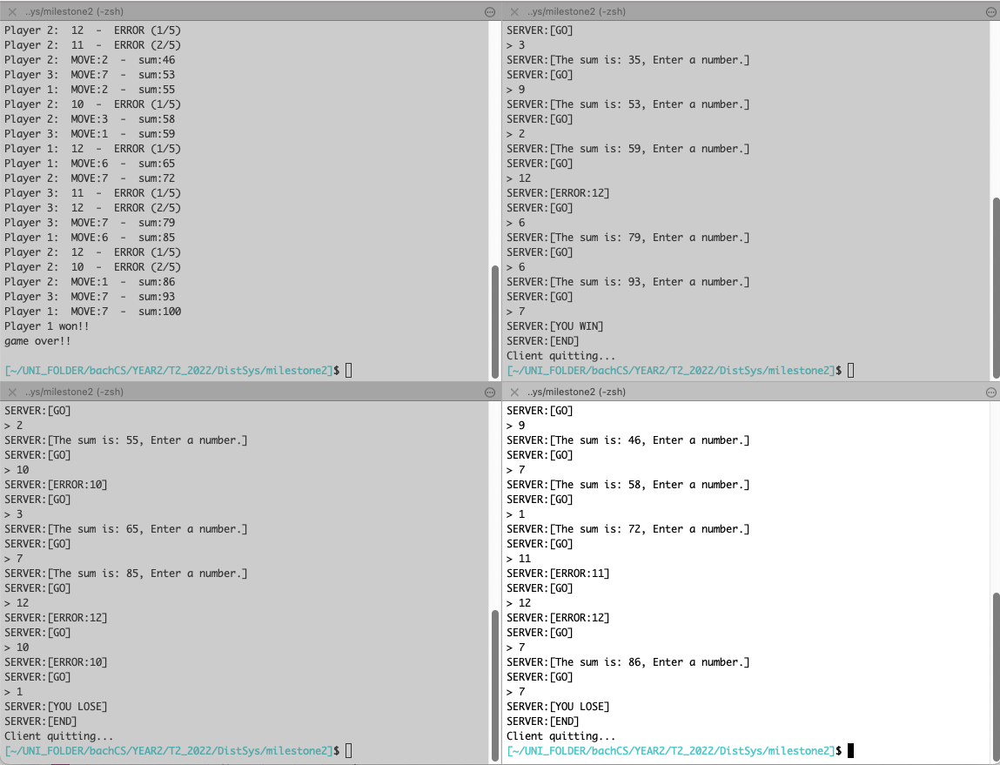 ..ys/milestone2 (-zsh)
Player 2:  12  -  ERROR (1/5)
Player 2:  11  -  ERROR (2/5)
Player 2:  MOVE:2  -  sum:46
Player 3:  MOVE:7  -  sum:53
Player 1:  MOVE:2  -  sum:55
Player 2:  10  -  ERROR (1/5)
Player 2:  MOVE:3  -  sum:58
Player 3:  MOVE:1  -  sum:59
Player 1:  12  -  ERROR (1/5)
Player 1:  MOVE:6  -  sum:65
Player 2:  MOVE:7  -  sum:72
Player 3:  11  -  ERROR (1/5)
Player 3:  12  -  ERROR (2/5)
Player 3:  MOVE:7  -  sum:79
Player 1:  MOVE:6  -  sum:85
Player 2:  12  -  ERROR (1/5)
Player 2:  10  -  ERROR (2/5)
Player 2:  MOVE:1  -  sum:86
Player 3:  MOVE:7  -  sum:93
Player 1:  MOVE:7  -  sum:100
Player 1 won!!
game over!!
[~/UNI_FOLDER/bachCS/YEAR2/T2_2022/DistSys/milestone2]$
..ys/milestone2 (-zsh)
SERVER:[GO]
> 3
SERVER:[The sum is: 35, Enter a number.]
SERVER:[GO]
> 9
SERVER:[The sum is: 53, Enter a number.]
SERVER:[GO]
> 2
SERVER:[The sum is: 59, Enter a number.]
SERVER:[GO]
> 12
SERVER:[ERROR:12]
SERVER:[GO]
> 6
SERVER:[The sum is: 79, Enter a number.]
SERVER:[GO]
> 6
SERVER:[The sum is: 93, Enter a number.]
SERVER:[GO]
> 7
SERVER:[YOU WIN]
SERVER:[END]
Client quitting...
[~/UNI_FOLDER/bachCS/YEAR2/T2_2022/DistSys/milestone2]$
..ys/milestone2 (-zsh)
SERVER:[GO]
> 2
SERVER:[The sum is: 55, Enter a number.]
SERVER:[GO]
> 10
SERVER:[ERROR:10]
SERVER:[GO]
> 3
SERVER:[The sum is: 65, Enter a number.]
SERVER:[GO]
> 7
SERVER:[The sum is: 85, Enter a number.]
SERVER:[GO]
> 12
SERVER:[ERROR:12]
SERVER:[GO]
> 10
SERVER:[ERROR:10]
SERVER:[GO]
> 1
SERVER:[YOU LOSE]
SERVER:[END]
Client quitting...
[~/UNI_FOLDER/bachCS/YEAR2/T2_2022/DistSys/milestone2]$
..ys/milestone2 (-zsh)
SERVER:[GO]
> 9
SERVER:[The sum is: 46, Enter a number.]
SERVER:[GO]
> 7
SERVER:[The sum is: 58, Enter a number.]
SERVER:[GO]
> 1
SERVER:[The sum is: 72, Enter a number.]
SERVER:[GO]
> 11
SERVER:[ERROR:11]
SERVER:[GO]
> 12
SERVER:[ERROR:12]
SERVER:[GO]
> 7
SERVER:[The sum is: 86, Enter a number.]
SERVER:[GO]
> 7
SERVER:[YOU LOSE]
SERVER:[END]
Client quitting...
[~/UNI_FOLDER/bachCS/YEAR2/T2_2022/DistSys/milestone2]$